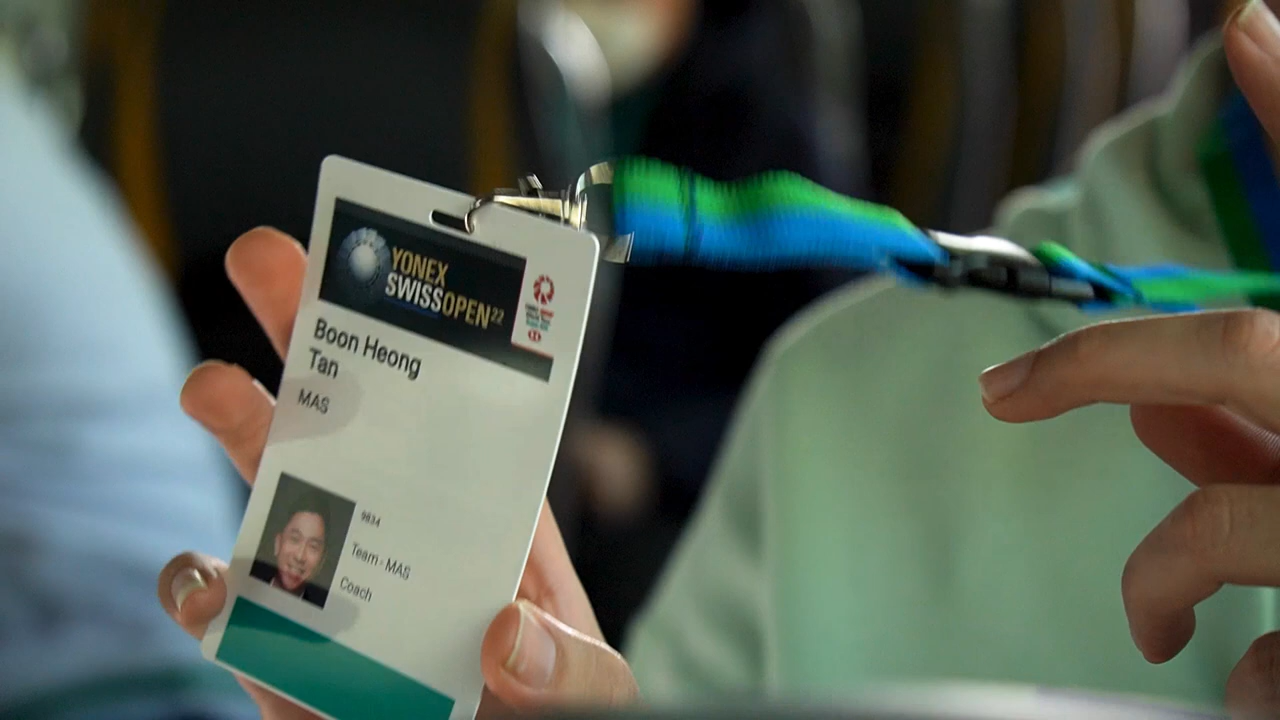 YONEX
SWISSOPEN22
Boon Heong
Tan
MAS
9834
Team - MAS
Coach